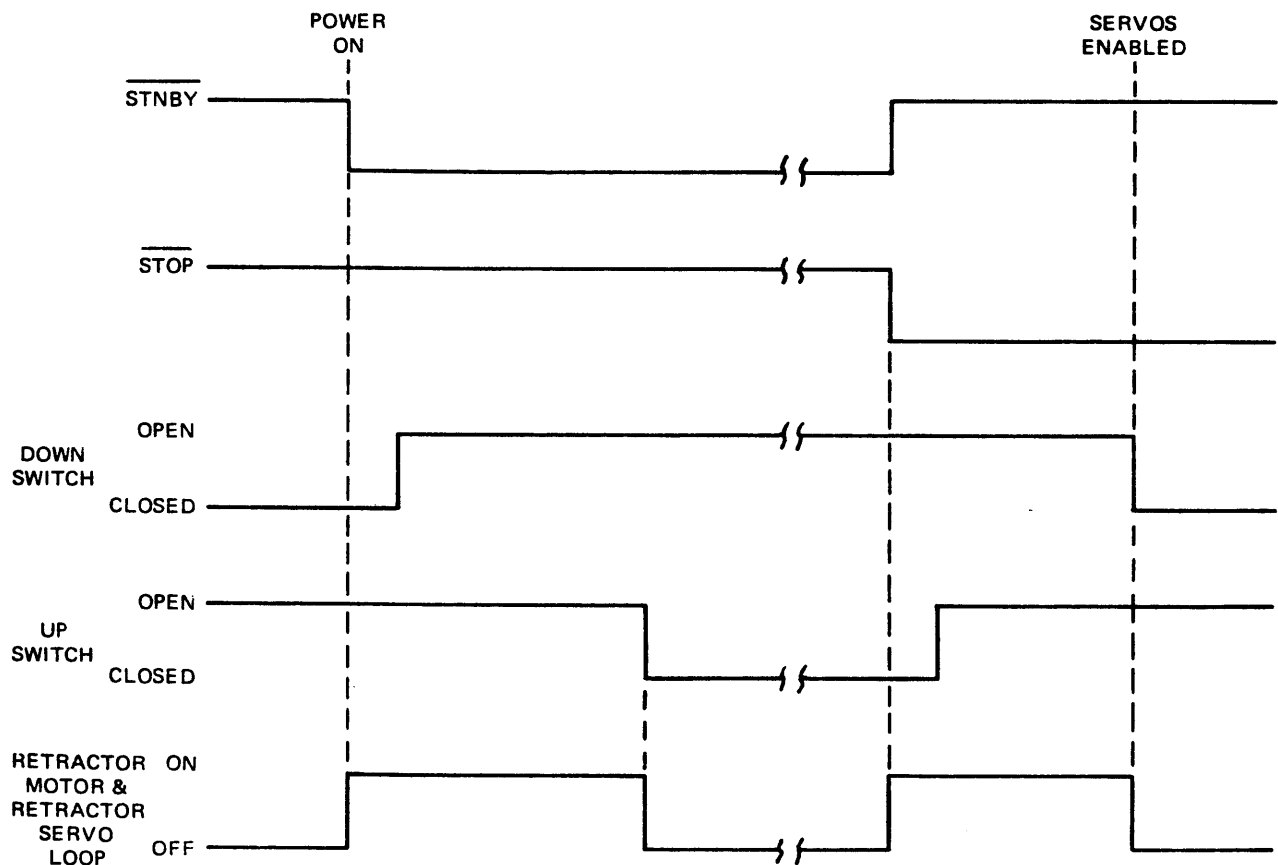 POWER
ON
SERVOS
ENABLED
STNBY
STOP
OPEN
DOWN
SWITCH
CLOSED
OPEN
UP
SWITCH
CLOSED
RETRACTOR ON
MOTOR &
RETRACTOR
SERVO
LOOP OFF